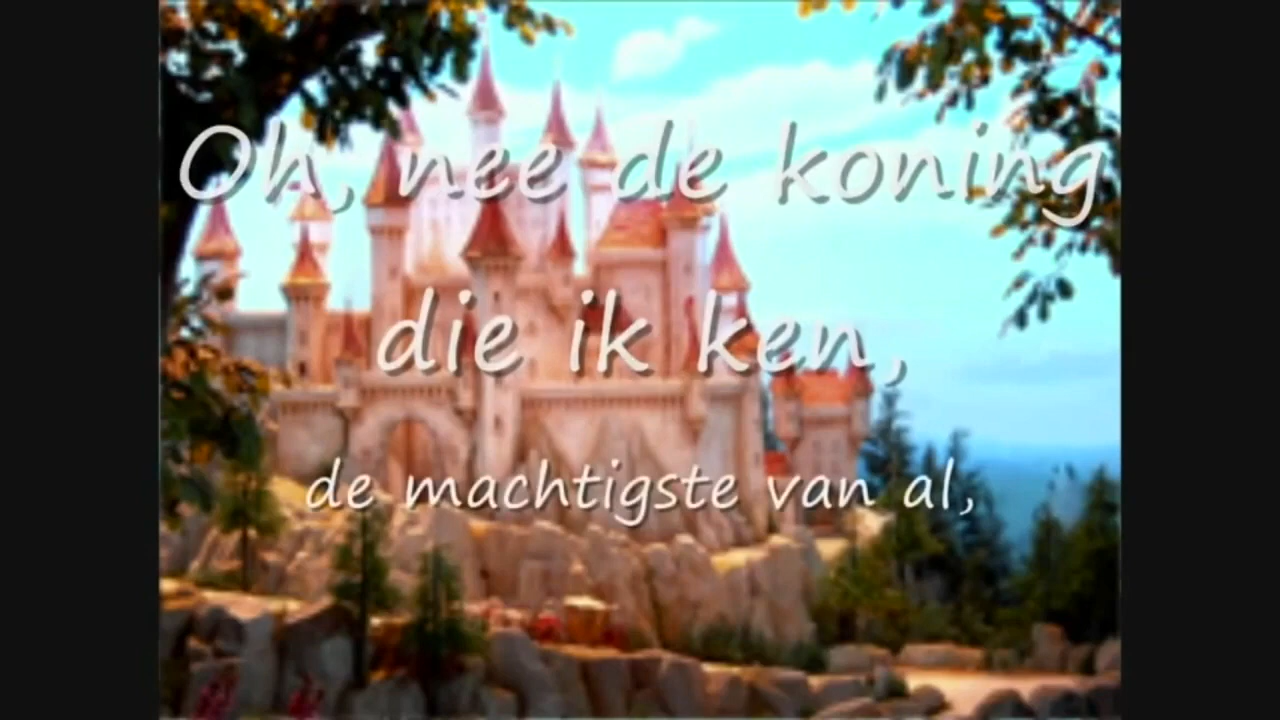 Oh, nee de koning
die ik ken,
de machtigste van al,